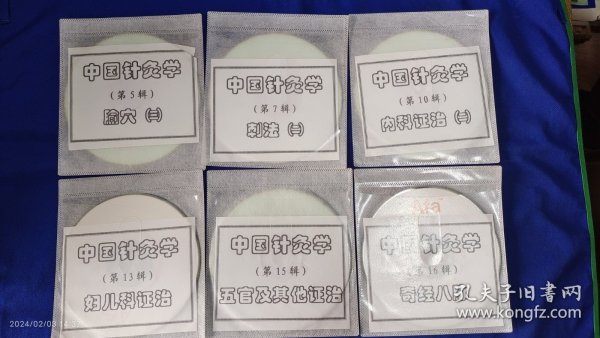 中国针灸学
(第5辑)
腧穴(二)
中国针灸学
(第7辑)
刺法(二)
中国针灸学
(第10辑)
内科证治(二)
中国针灸学
(第13辑)
妇儿科证治
中国针灸学
(第15辑)
五官及其他证治
中国针灸学
(第16辑)
奇经八
孔夫子旧书网
www.kongfz.com
2024/02/03